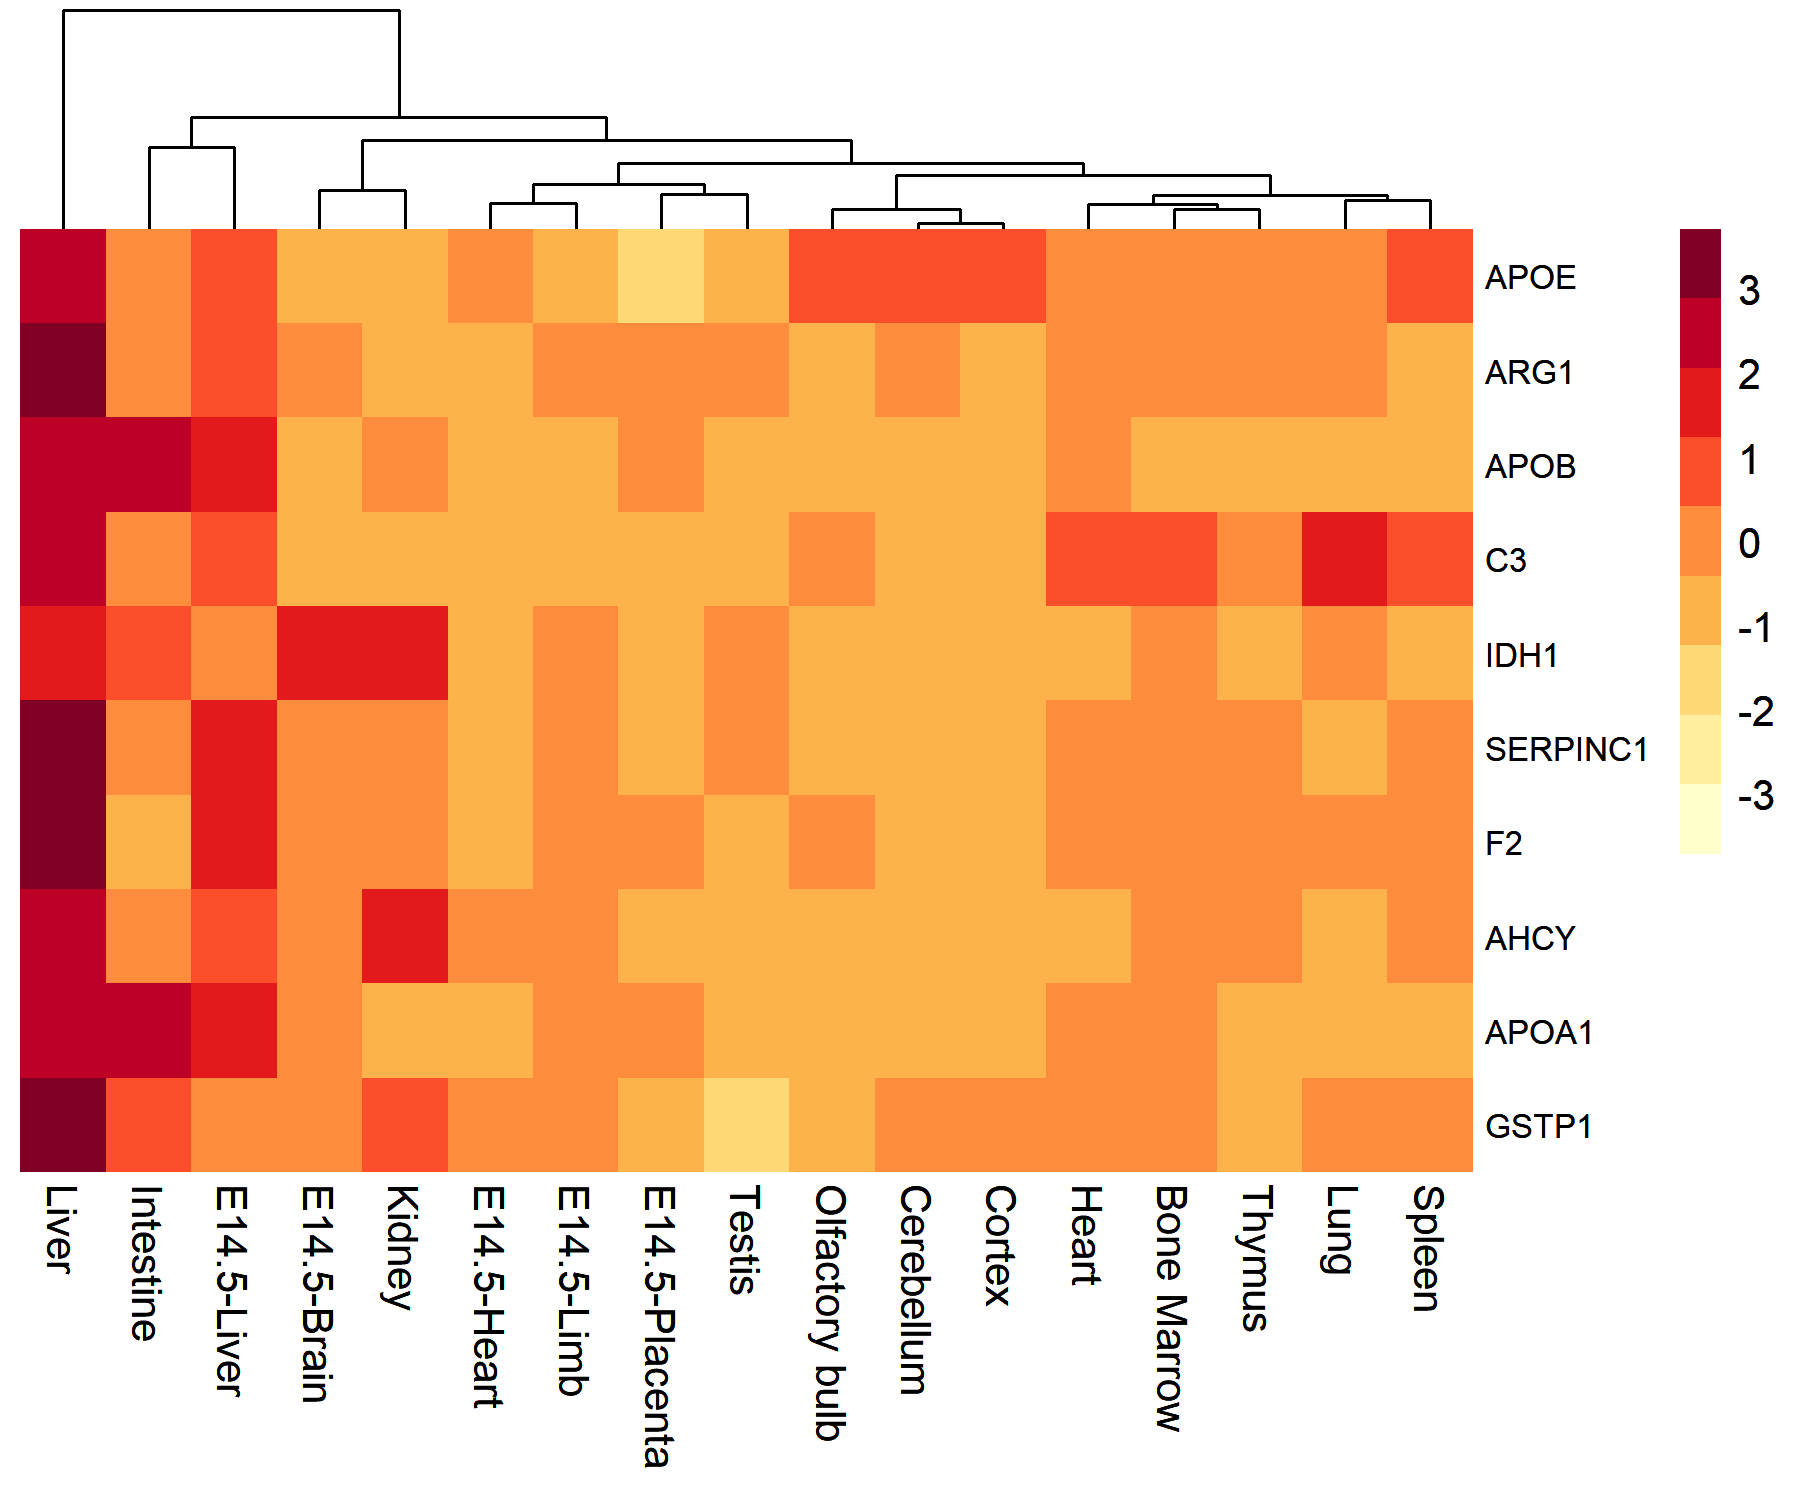 APOE
ARG1
APOB
C3
IDH1
SERPINC1
F2
AHCY
APOA1
GSTP1
3
2
1
0
-1
-2
-3
Liver
Intestine
E14.5-Liver
E14.5-Brain
Kidney
E14.5-Heart
E14.5-Limb
E14.5-Placenta
Testis
Olfactory bulb
Cerebellum
Cortex
Heart
Bone Marrow
Thymus
Lung
Spleen